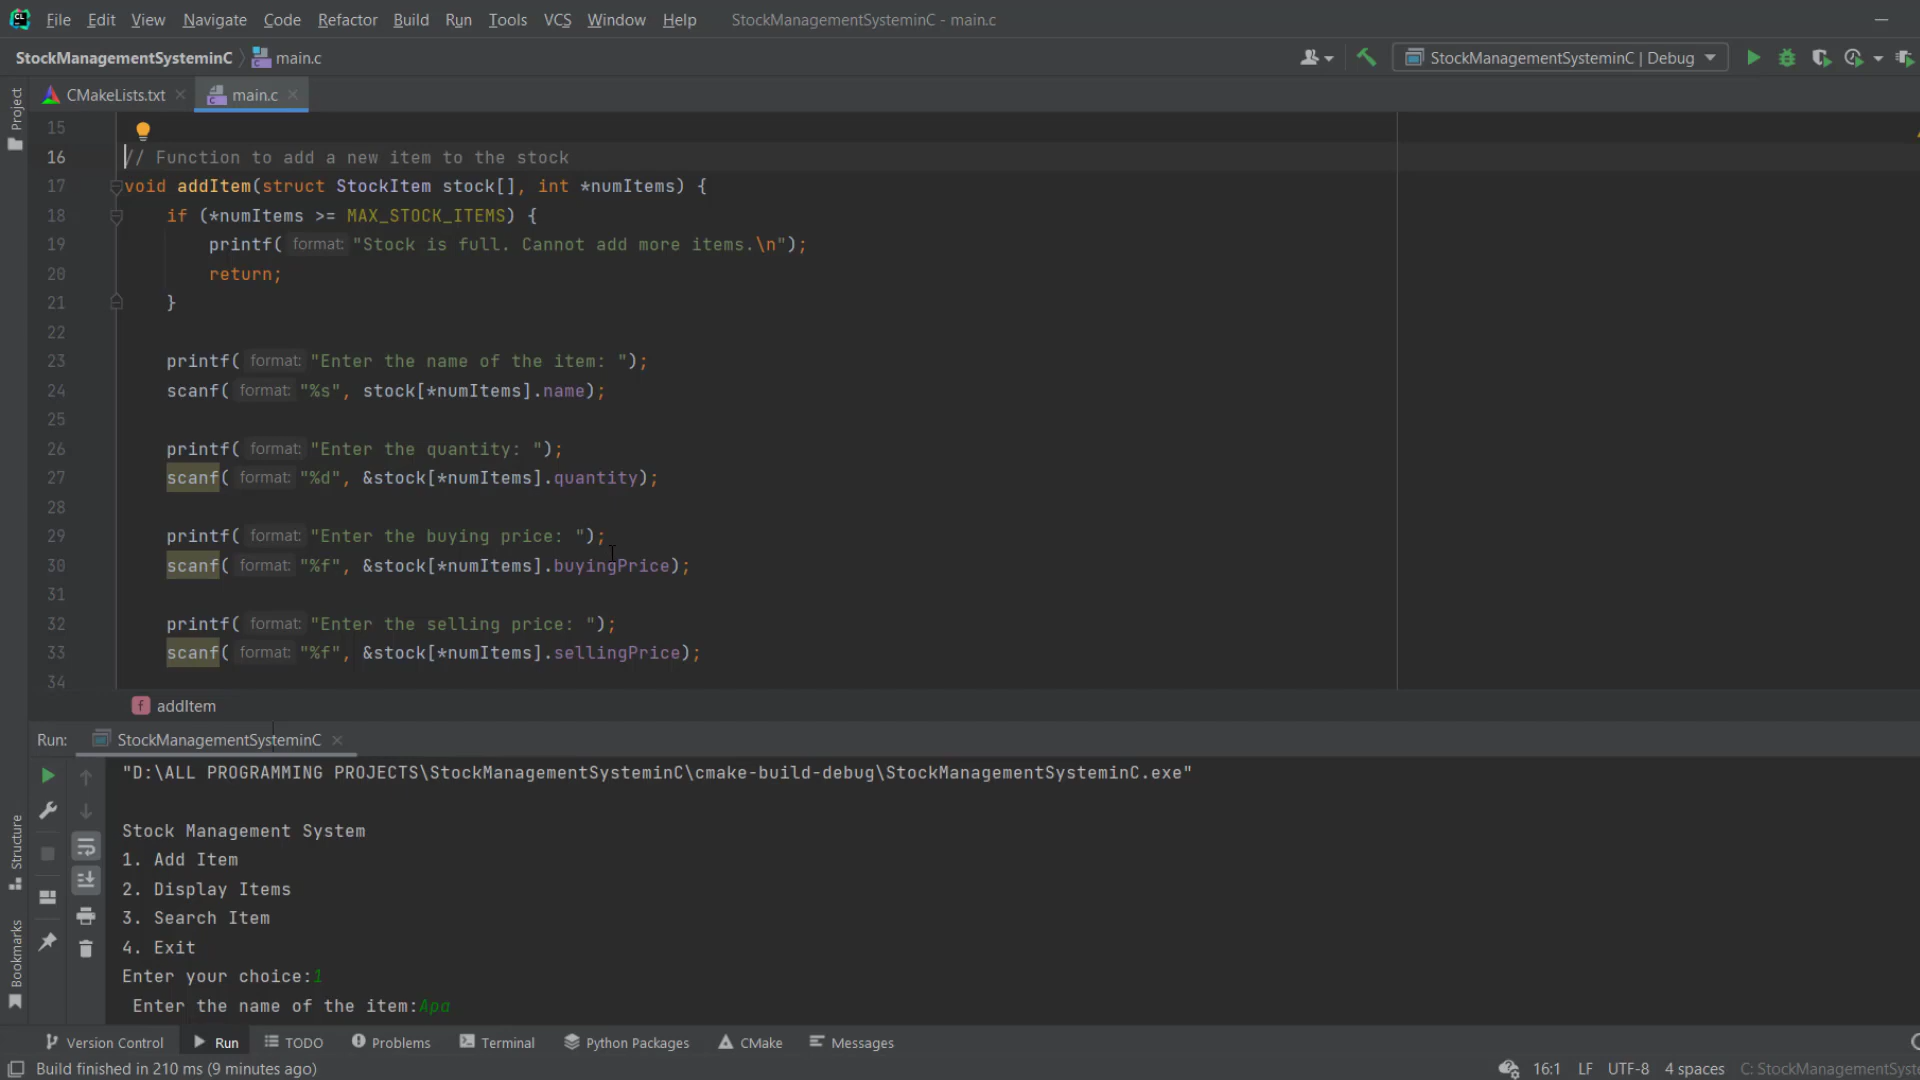 File Edit View Navigate Code Refactor Build Run Tools VCS Window Help StockManagementSysteminC - main.c
StockManagementSysteminC main.c StockManagementSysteminC | Debug
Project
CMakeLists.txt main.c
15
16 // Function to add a new item to the stock
17 void addItem(struct StockItem stock[], int *numItems) {
18 if (*numItems >= MAX_STOCK_ITEMS) {
19 printf( format: "Stock is full. Cannot add more items.\n");
20 return;
21 }
22
23 printf( format: "Enter the name of the item: ");
24 scanf( format: "%s", stock[*numItems].name);
25
26 printf( format: "Enter the quantity: ");
27 scanf( format: "%d", &stock[*numItems].quantity);
28
29 printf( format: "Enter the buying price: ");
30 scanf( format: "%f", &stock[*numItems].buyingPrice);
31
32 printf( format: "Enter the selling price: ");
33 scanf( format: "%f", &stock[*numItems].sellingPrice);
34
f addItem
Run: StockManagementSysteminC
"D:\ALL PROGRAMMING PROJECTS\StockManagementSysteminC\cmake-build-debug\StockManagementSysteminC.exe"
Stock Management System
1. Add Item
2. Display Items
3. Search Item
4. Exit
Enter your choice:1
Enter the name of the item:Apa
Structure
Bookmarks
Version Control Run TODO Problems Terminal Python Packages CMake Messages
Build finished in 210 ms (9 minutes ago) 16:1 LF UTF-8 4 spaces C: StockManagementSyste